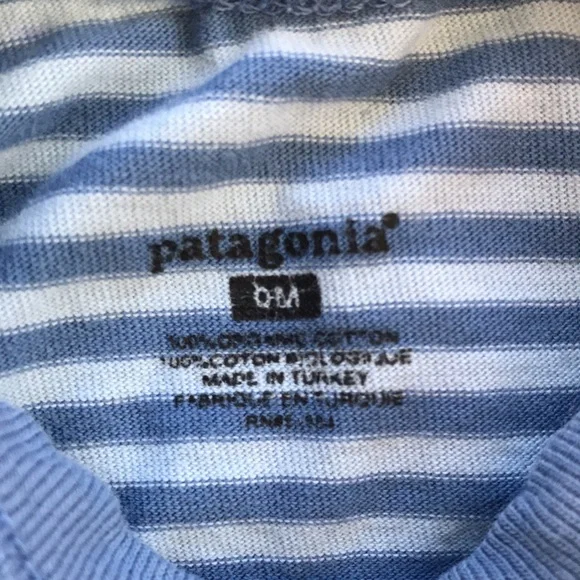 patagonia®
100% ORGANIC COTTON
100% COTON BIOLOGIQUE
MADE IN TURKEY
FABRIQUE EN TURQUIE